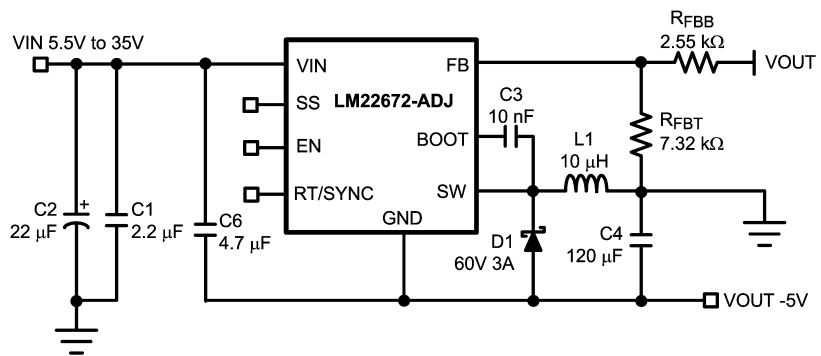 VIN 5.5V to 35V
VIN
FB
RFBB
2.55 kΩ
VOUT
SS
LM22672-ADJ
C3
10 nF
EN
BOOT
RFBT
7.32 kΩ
L1
10 μH
RT/SYNC
SW
GND
C2
22 μF
+
C1
2.2 μF
C6
4.7 μF
D1
60V 3A
C4
120 μF
VOUT -5V